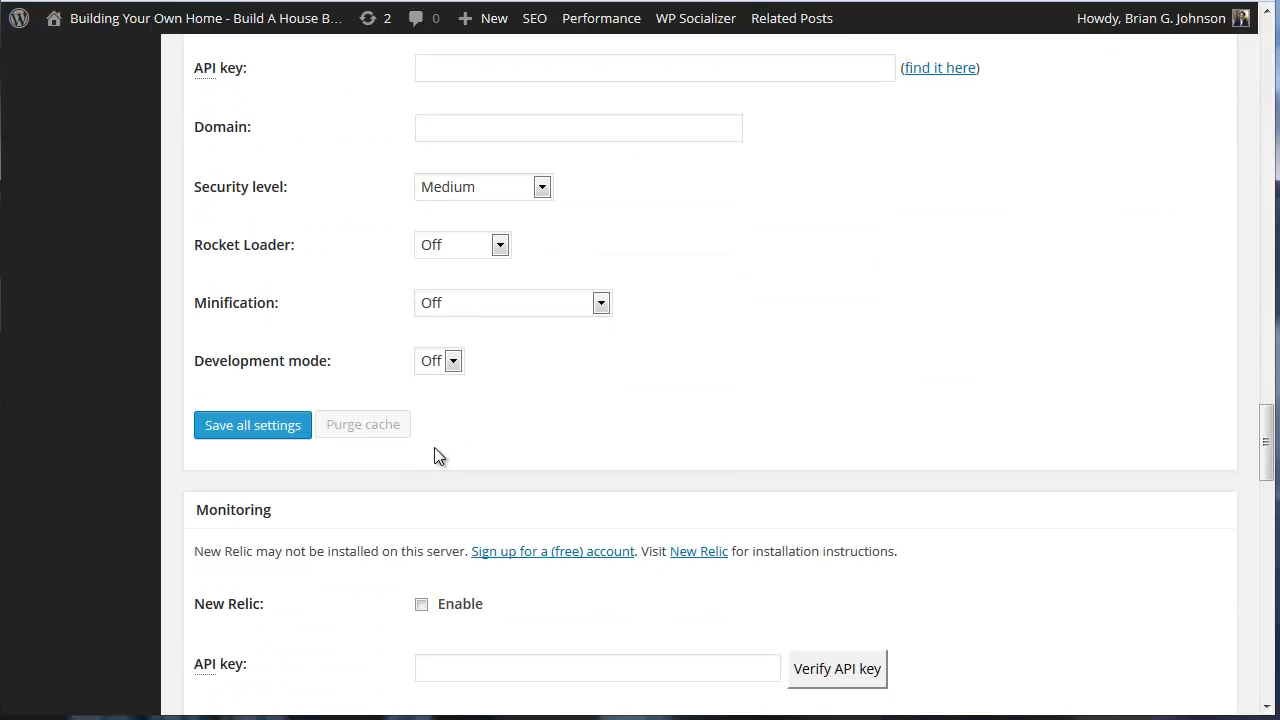 Building Your Own Home - Build A House B... 2 0 New SEO Performance WP Socializer Related Posts Howdy, Brian G. Johnson
API key: (find it here)
Domain:
Security level: Medium
Rocket Loader: Off
Minification: Off
Development mode: Off
Save all settings Purge cache
Monitoring
New Relic may not be installed on this server. Sign up for a (free) account. Visit New Relic for installation instructions.
New Relic: Enable
API key: Verify API key